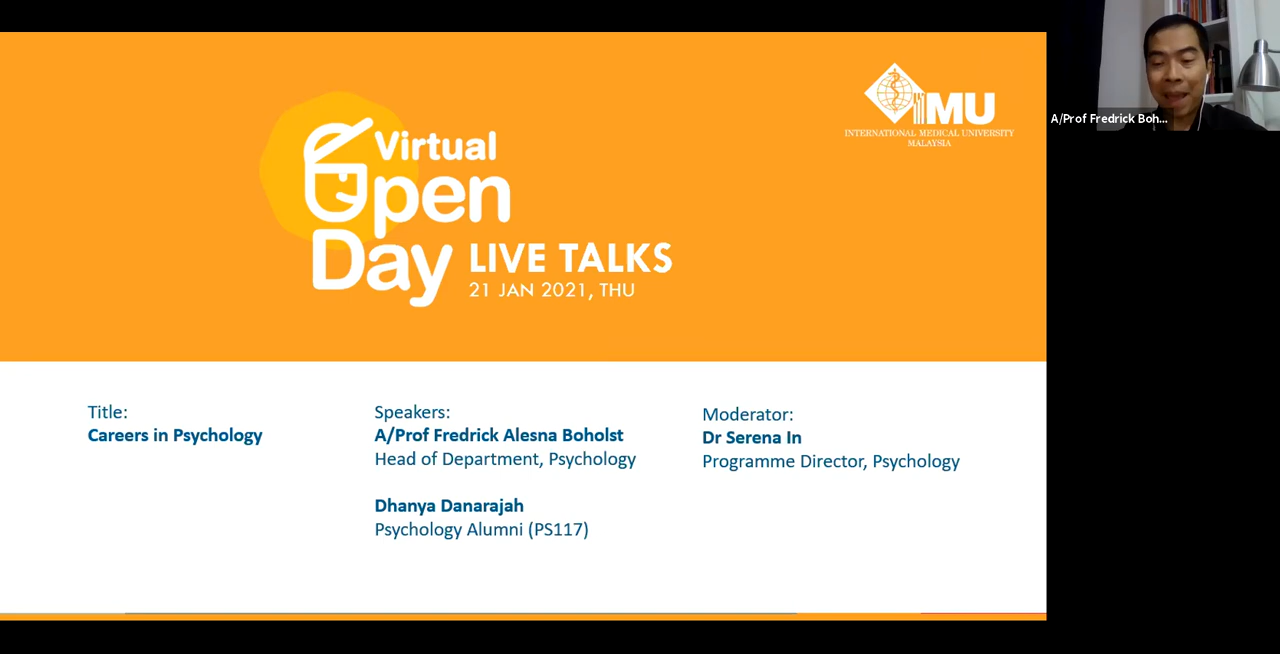 Virtual
Open
Day LIVE TALKS
21 JAN 2021, THU
IMU
INTERNATIONAL MEDICAL UNIVERSITY
MALAYSIA
A/Prof Fredrick Boh...
Title:
Careers in Psychology
Speakers:
A/Prof Fredrick Alesna Boholst
Head of Department, Psychology
Dhanya Danarajah
Psychology Alumni (PS117)
Moderator:
Dr Serena In
Programme Director, Psychology